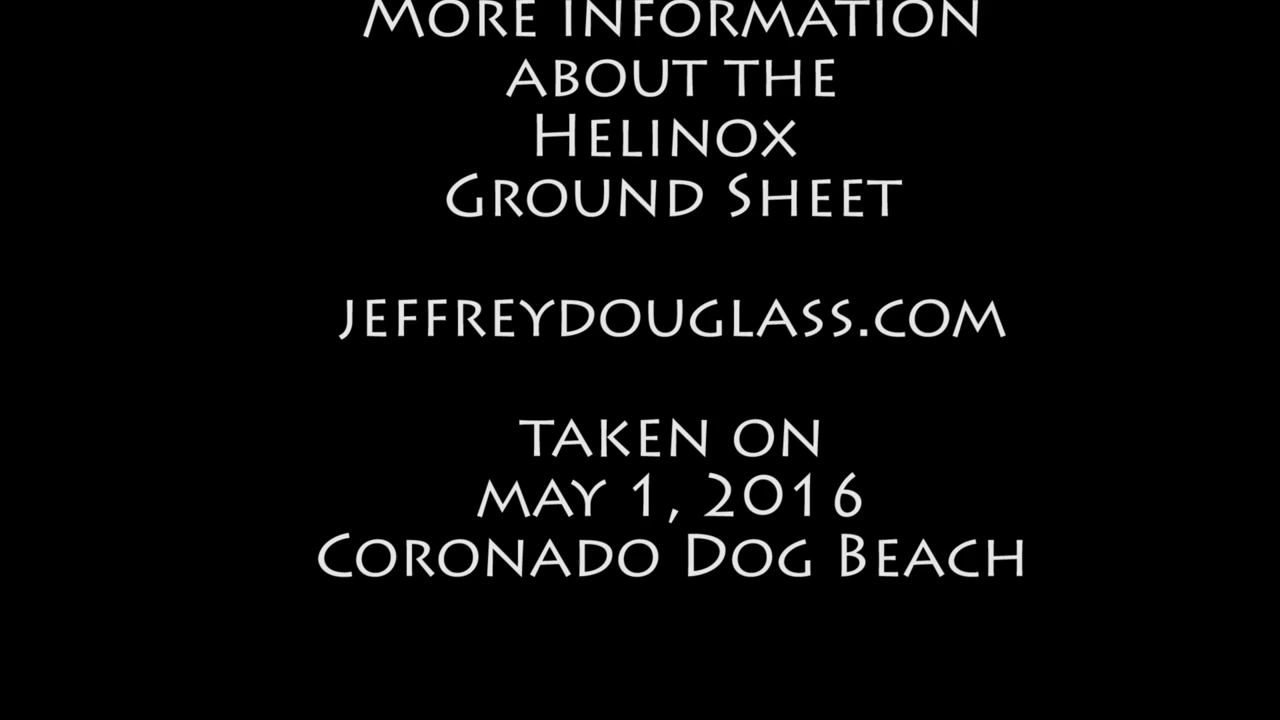 More Information
about the
Helinox
Ground Sheet
jeffreydouglass.com
taken on
may 1, 2016
Coronado Dog Beach